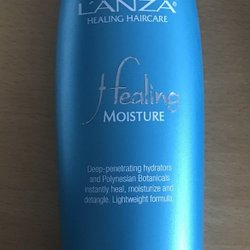 L'ANZA
HEALING HAIRCARE
Healing
MOISTURE
Deep-penetrating hydrators
and Polynesian Botanicals
instantly heal, moisturize and
detangle. Lightweight formula.